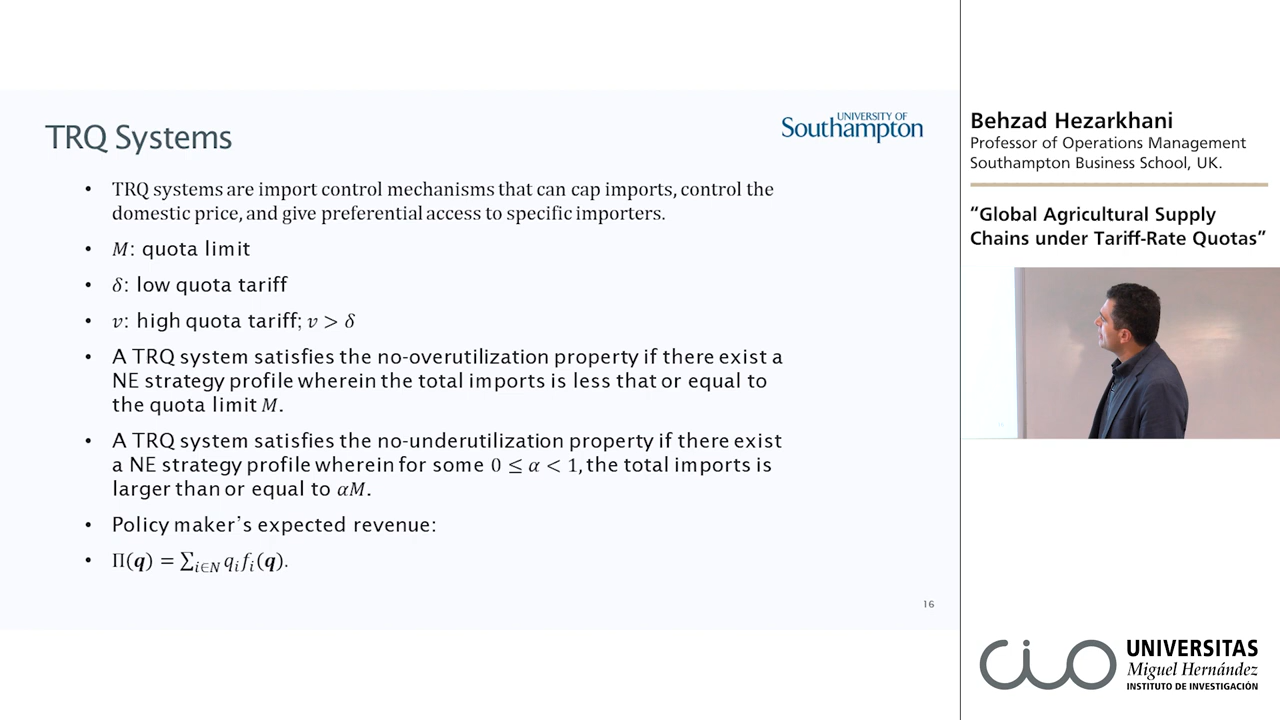 TRQ Systems
UNIVERSITY OF
Southampton
• TRQ systems are import control mechanisms that can cap imports, control the
domestic price, and give preferential access to specific importers.
• M: quota limit
• δ: low quota tariff
• v: high quota tariff; v > δ
• A TRQ system satisfies the no-overutilization property if there exist a
NE strategy profile wherein the total imports is less that or equal to
the quota limit M.
• A TRQ system satisfies the no-underutilization property if there exist
a NE strategy profile wherein for some 0 ≤ α < 1, the total imports is
larger than or equal to αM.
• Policy maker’s expected revenue:
• Π(q) = ∑i∈N qifi(q).
16
Behzad Hezarkhani
Professor of Operations Management
Southampton Business School, UK.
“Global Agricultural Supply
Chains under Tariff-Rate Quotas”
CIO
UNIVERSITAS
Miguel Hernández
INSTITUTO DE INVESTIGACIÓN